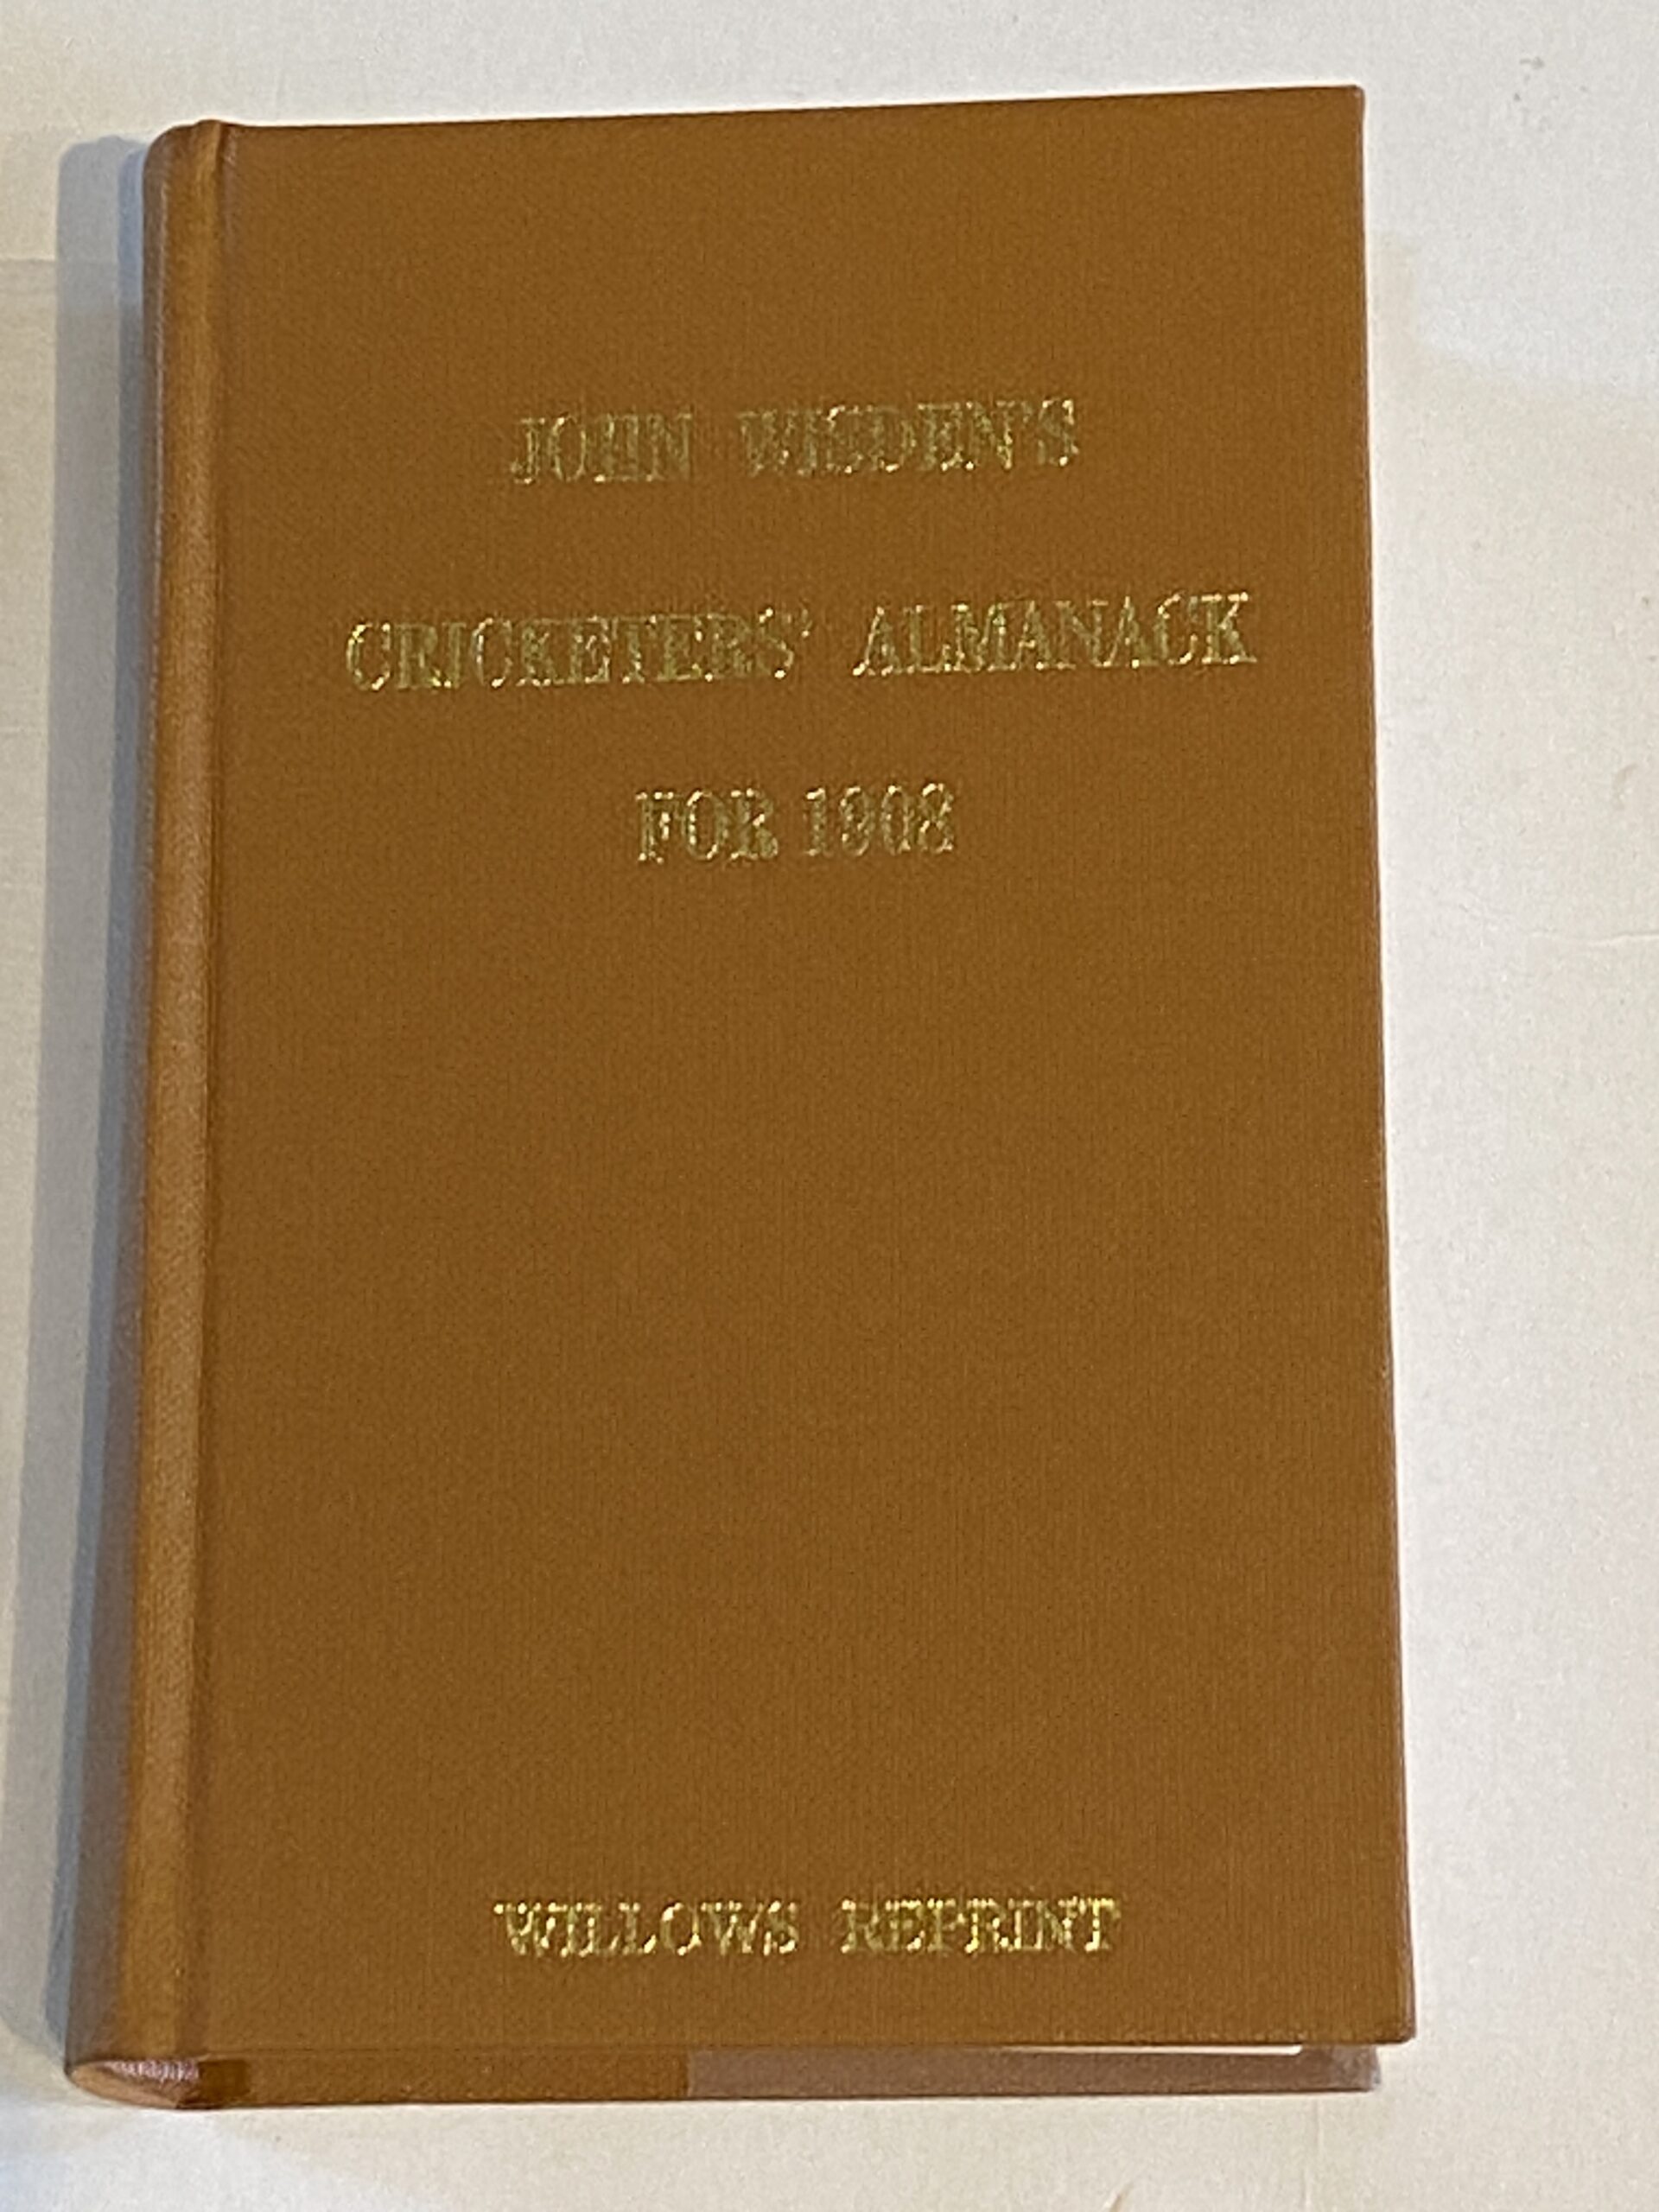 JOHN WISDEN'S
CRICKETERS' ALMANACK
FOR 1908
WILLOWS REPRINT